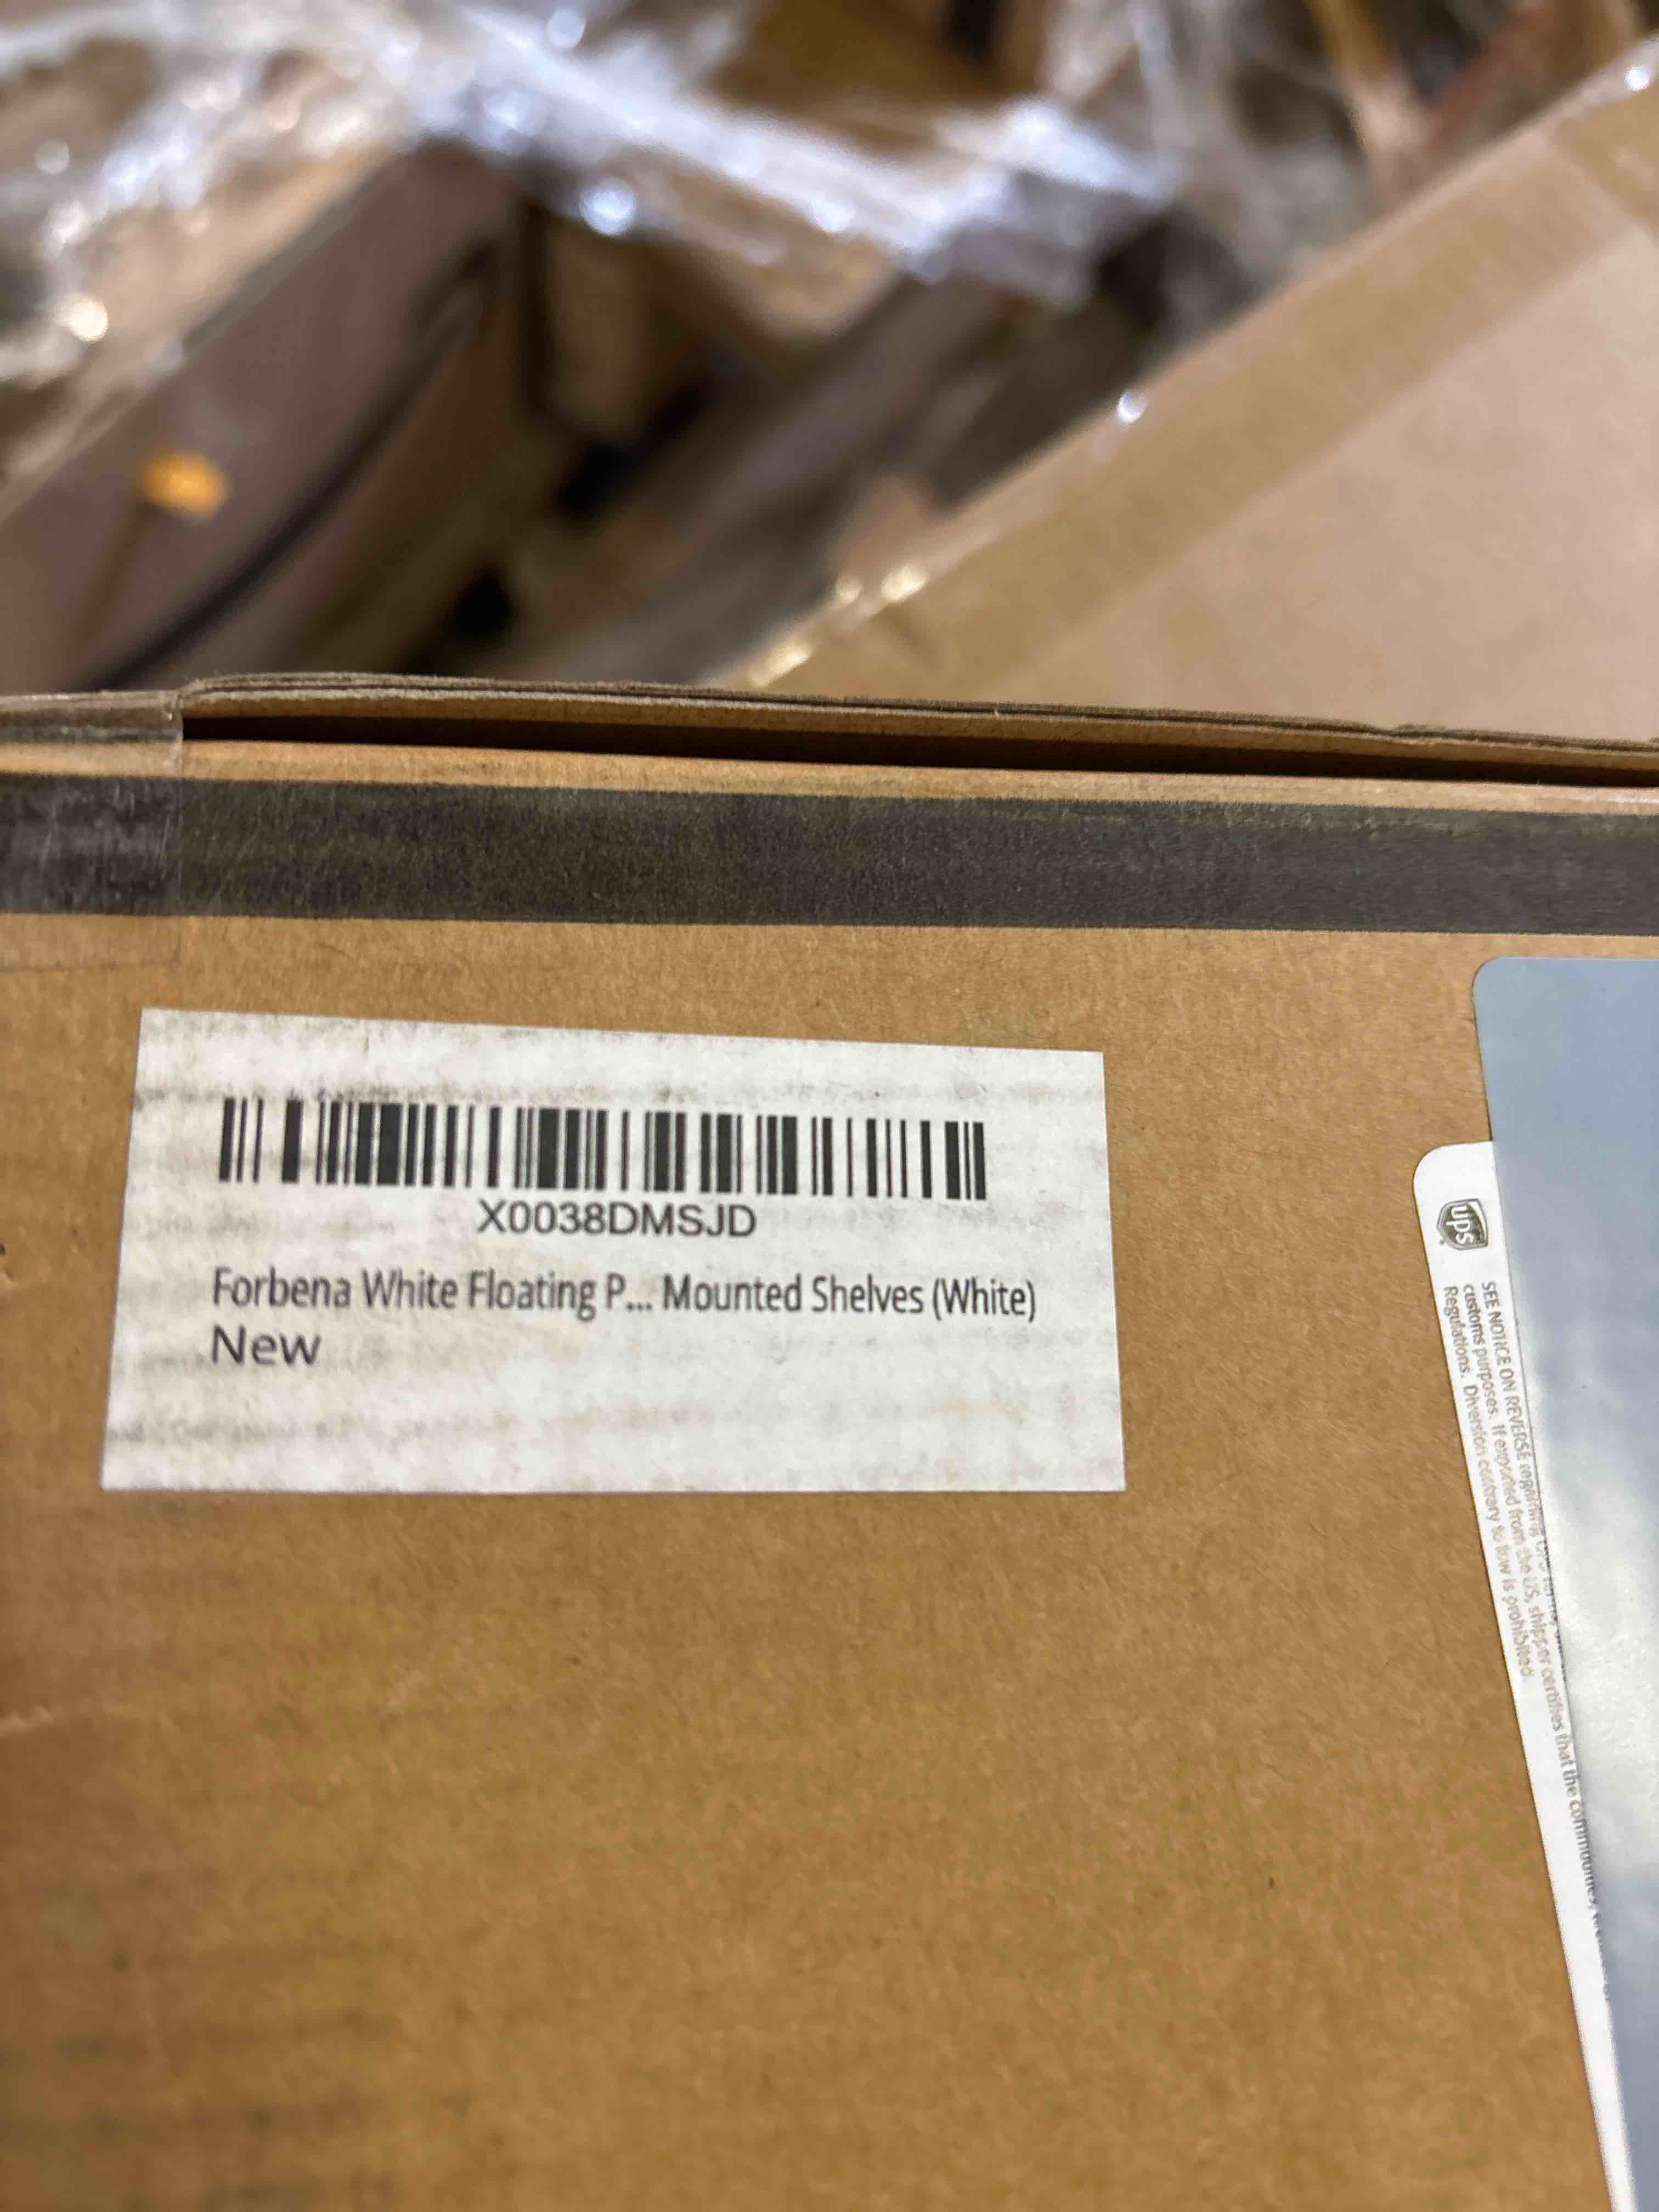 X0038DMSJD
Forbena White Floating P... Mounted Shelves (White)
New
ups
SEE NOTICE ON REVERSE
customs purposes. If exported from the US, shipper certifies that the commodities,
Regulations. Diversion contrary to law is prohibited.